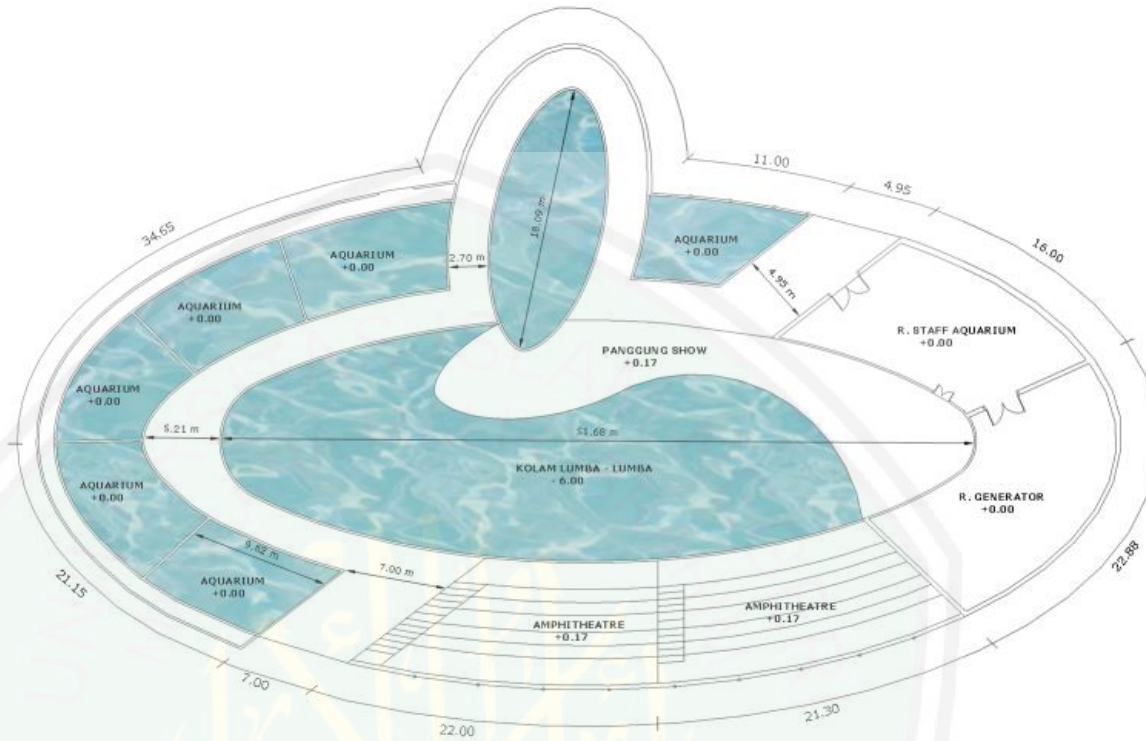 11.00
4.95
34.65
16.00
18.09 m
AQUARIUM
+0.00
AQUARIUM
+0.00
2.70 m
4.95 m
AQUARIUM
+0.00
R. STAFF AQUARIUM
+0.00
PANGGUNG SHOW
+0.17
AQUARIUM
+0.00
5.21 m
51.68 m
KOLAM LUMBA - LUMBA
- 6.00
AQUARIUM
+0.00
R. GENERATOR
+0.00
9.62 m
7.00 m
22.88
21.15
AQUARIUM
+0.00
AMPHITHEATRE
+0.17
AMPHITHEATRE
+0.17
7.00
22.00
21.30